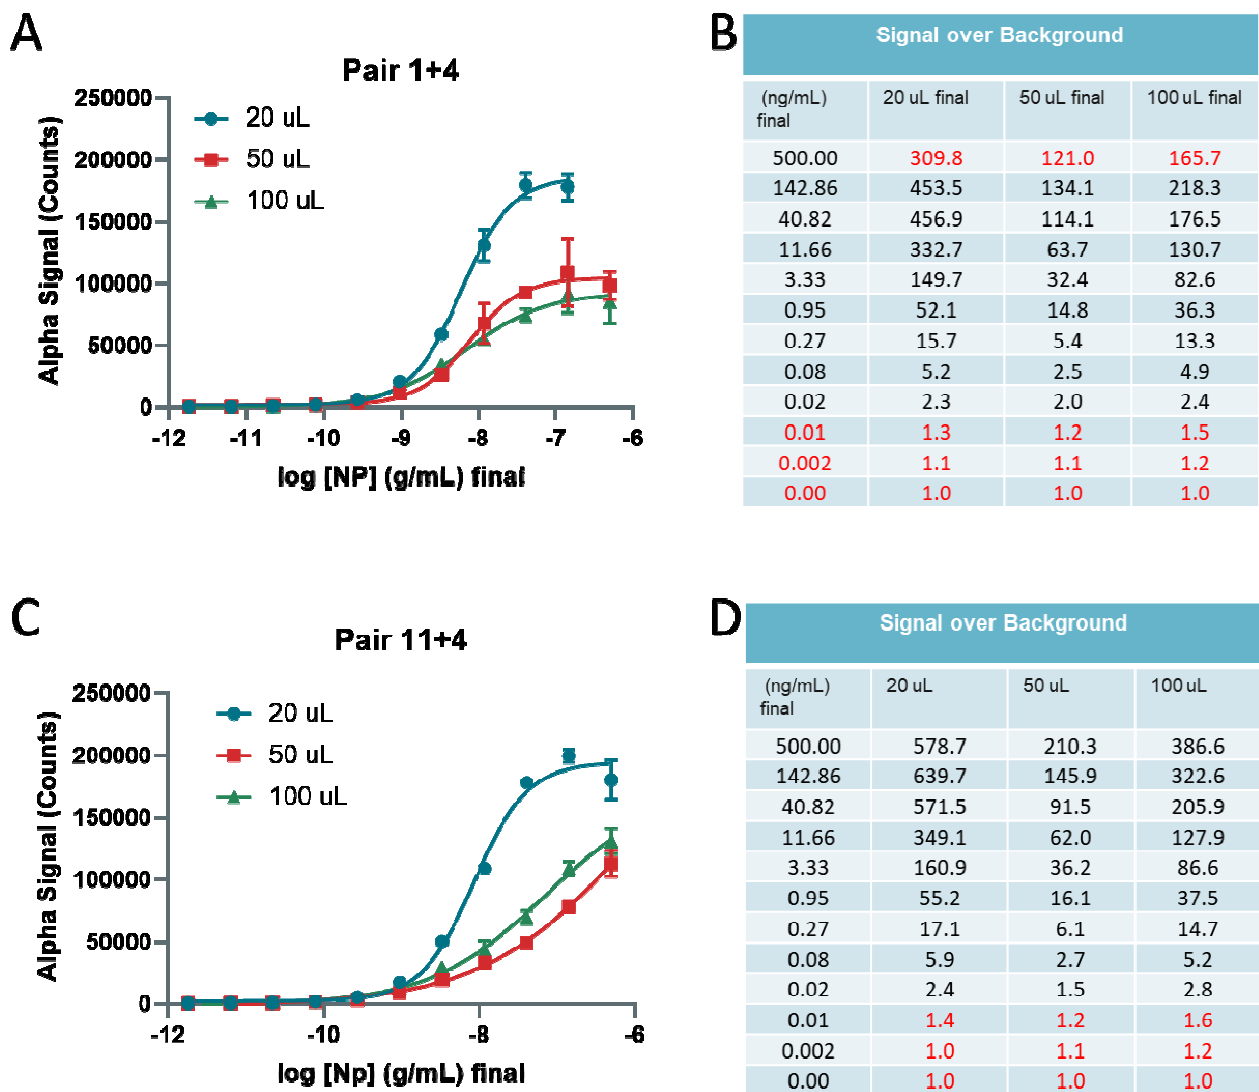 A
Pair 1+4
250000
200000
150000
100000
50000
0
Alpha Signal (Counts)
20 uL
50 uL
100 uL
-12
-11
-10
-9
-8
-7
-6
log [NP] (g/mL) final
B
Signal over Background
(ng/mL) final 20 uL final 50 uL final 100 uL final
500.00 309.8 121.0 165.7
142.86 453.5 134.1 218.3
40.82 456.9 114.1 176.5
11.66 332.7 63.7 130.7
3.33 149.7 32.4 82.6
0.95 52.1 14.8 36.3
0.27 15.7 5.4 13.3
0.08 5.2 2.5 4.9
0.02 2.3 2.0 2.4
0.01 1.3 1.2 1.5
0.002 1.1 1.1 1.2
0.00 1.0 1.0 1.0
C
Pair 11+4
250000
200000
150000
100000
50000
0
Alpha Signal (Counts)
20 uL
50 uL
100 uL
-10
-8
-6
log [Np] (g/mL) final
D
Signal over Background
(ng/mL) final 20 uL 50 uL 100 uL
500.00 578.7 210.3 386.6
142.86 639.7 145.9 322.6
40.82 571.5 91.5 205.9
11.66 349.1 62.0 127.9
3.33 160.9 36.2 86.6
0.95 55.2 16.1 37.5
0.27 17.1 6.1 14.7
0.08 5.9 2.7 5.2
0.02 2.4 1.5 2.8
0.01 1.4 1.2 1.6
0.002 1.0 1.1 1.2
0.00 1.0 1.0 1.0